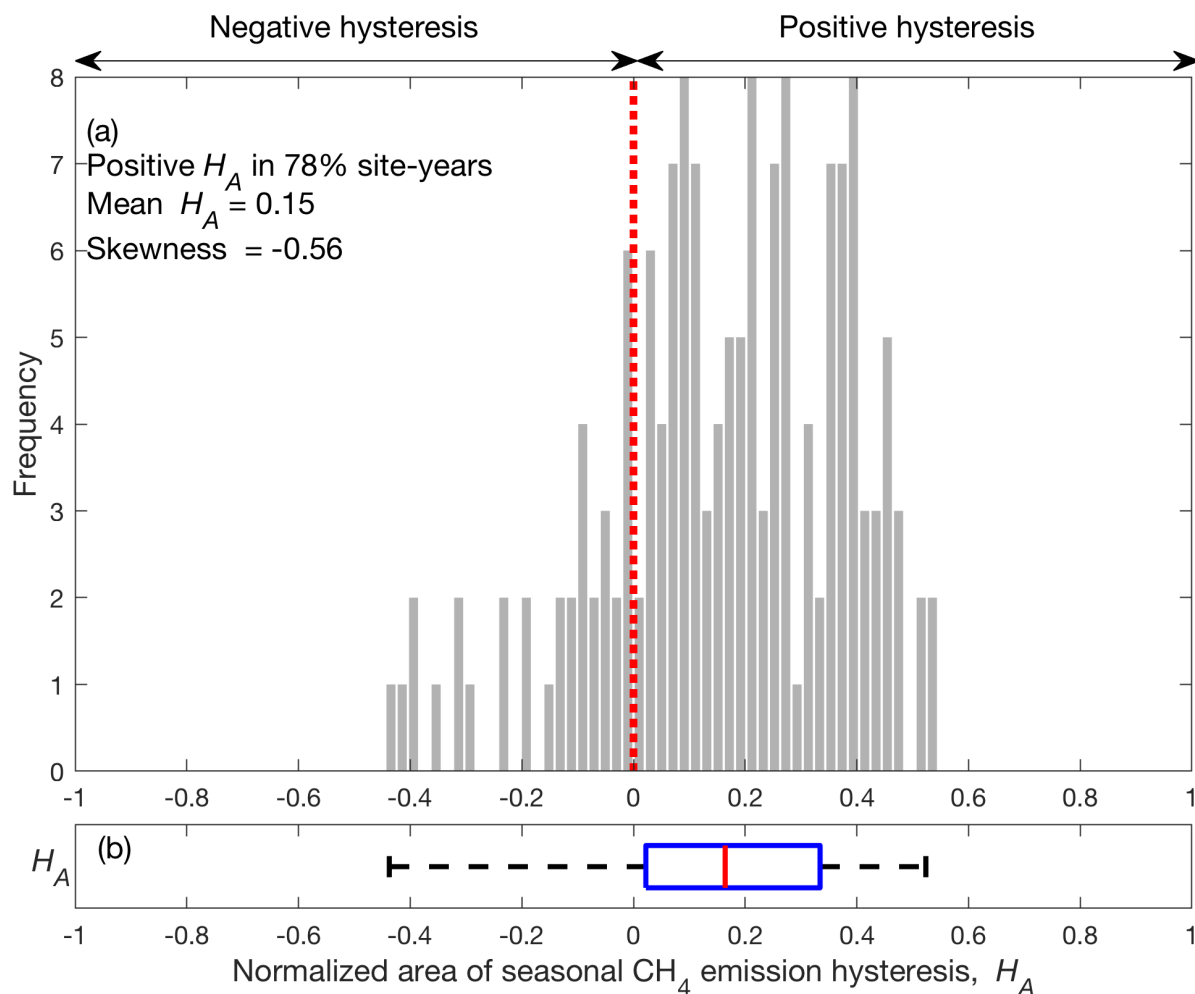 Negative hysteresis Positive hysteresis
8
(a)
7
Positive H_A in 78% site-years
Mean H_A = 0.15
6
Skewness = -0.56
5
4
3
2
1
0
Frequency
-1 -0.8 -0.6 -0.4 -0.2 0 0.2 0.4 0.6 0.8 1
(b)
H_A
-1 -0.8 -0.6 -0.4 -0.2 0 0.2 0.4 0.6 0.8 1
Normalized area of seasonal CH_4 emission hysteresis, H_A